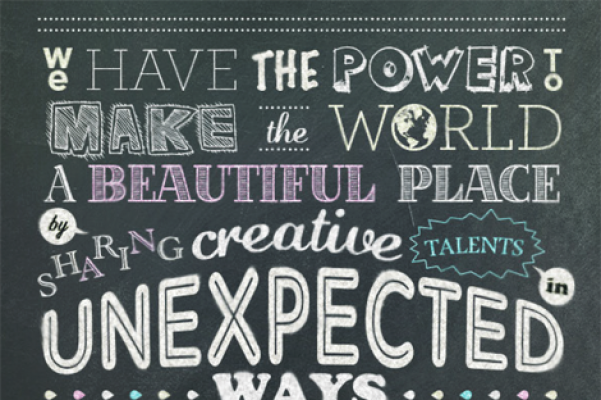 We HAVE THE POWER TO
MAKE the WORLD
A BEAUTIFUL PLACE
by SHARING creative TALENTS in
UNEXPECTED
WAYS